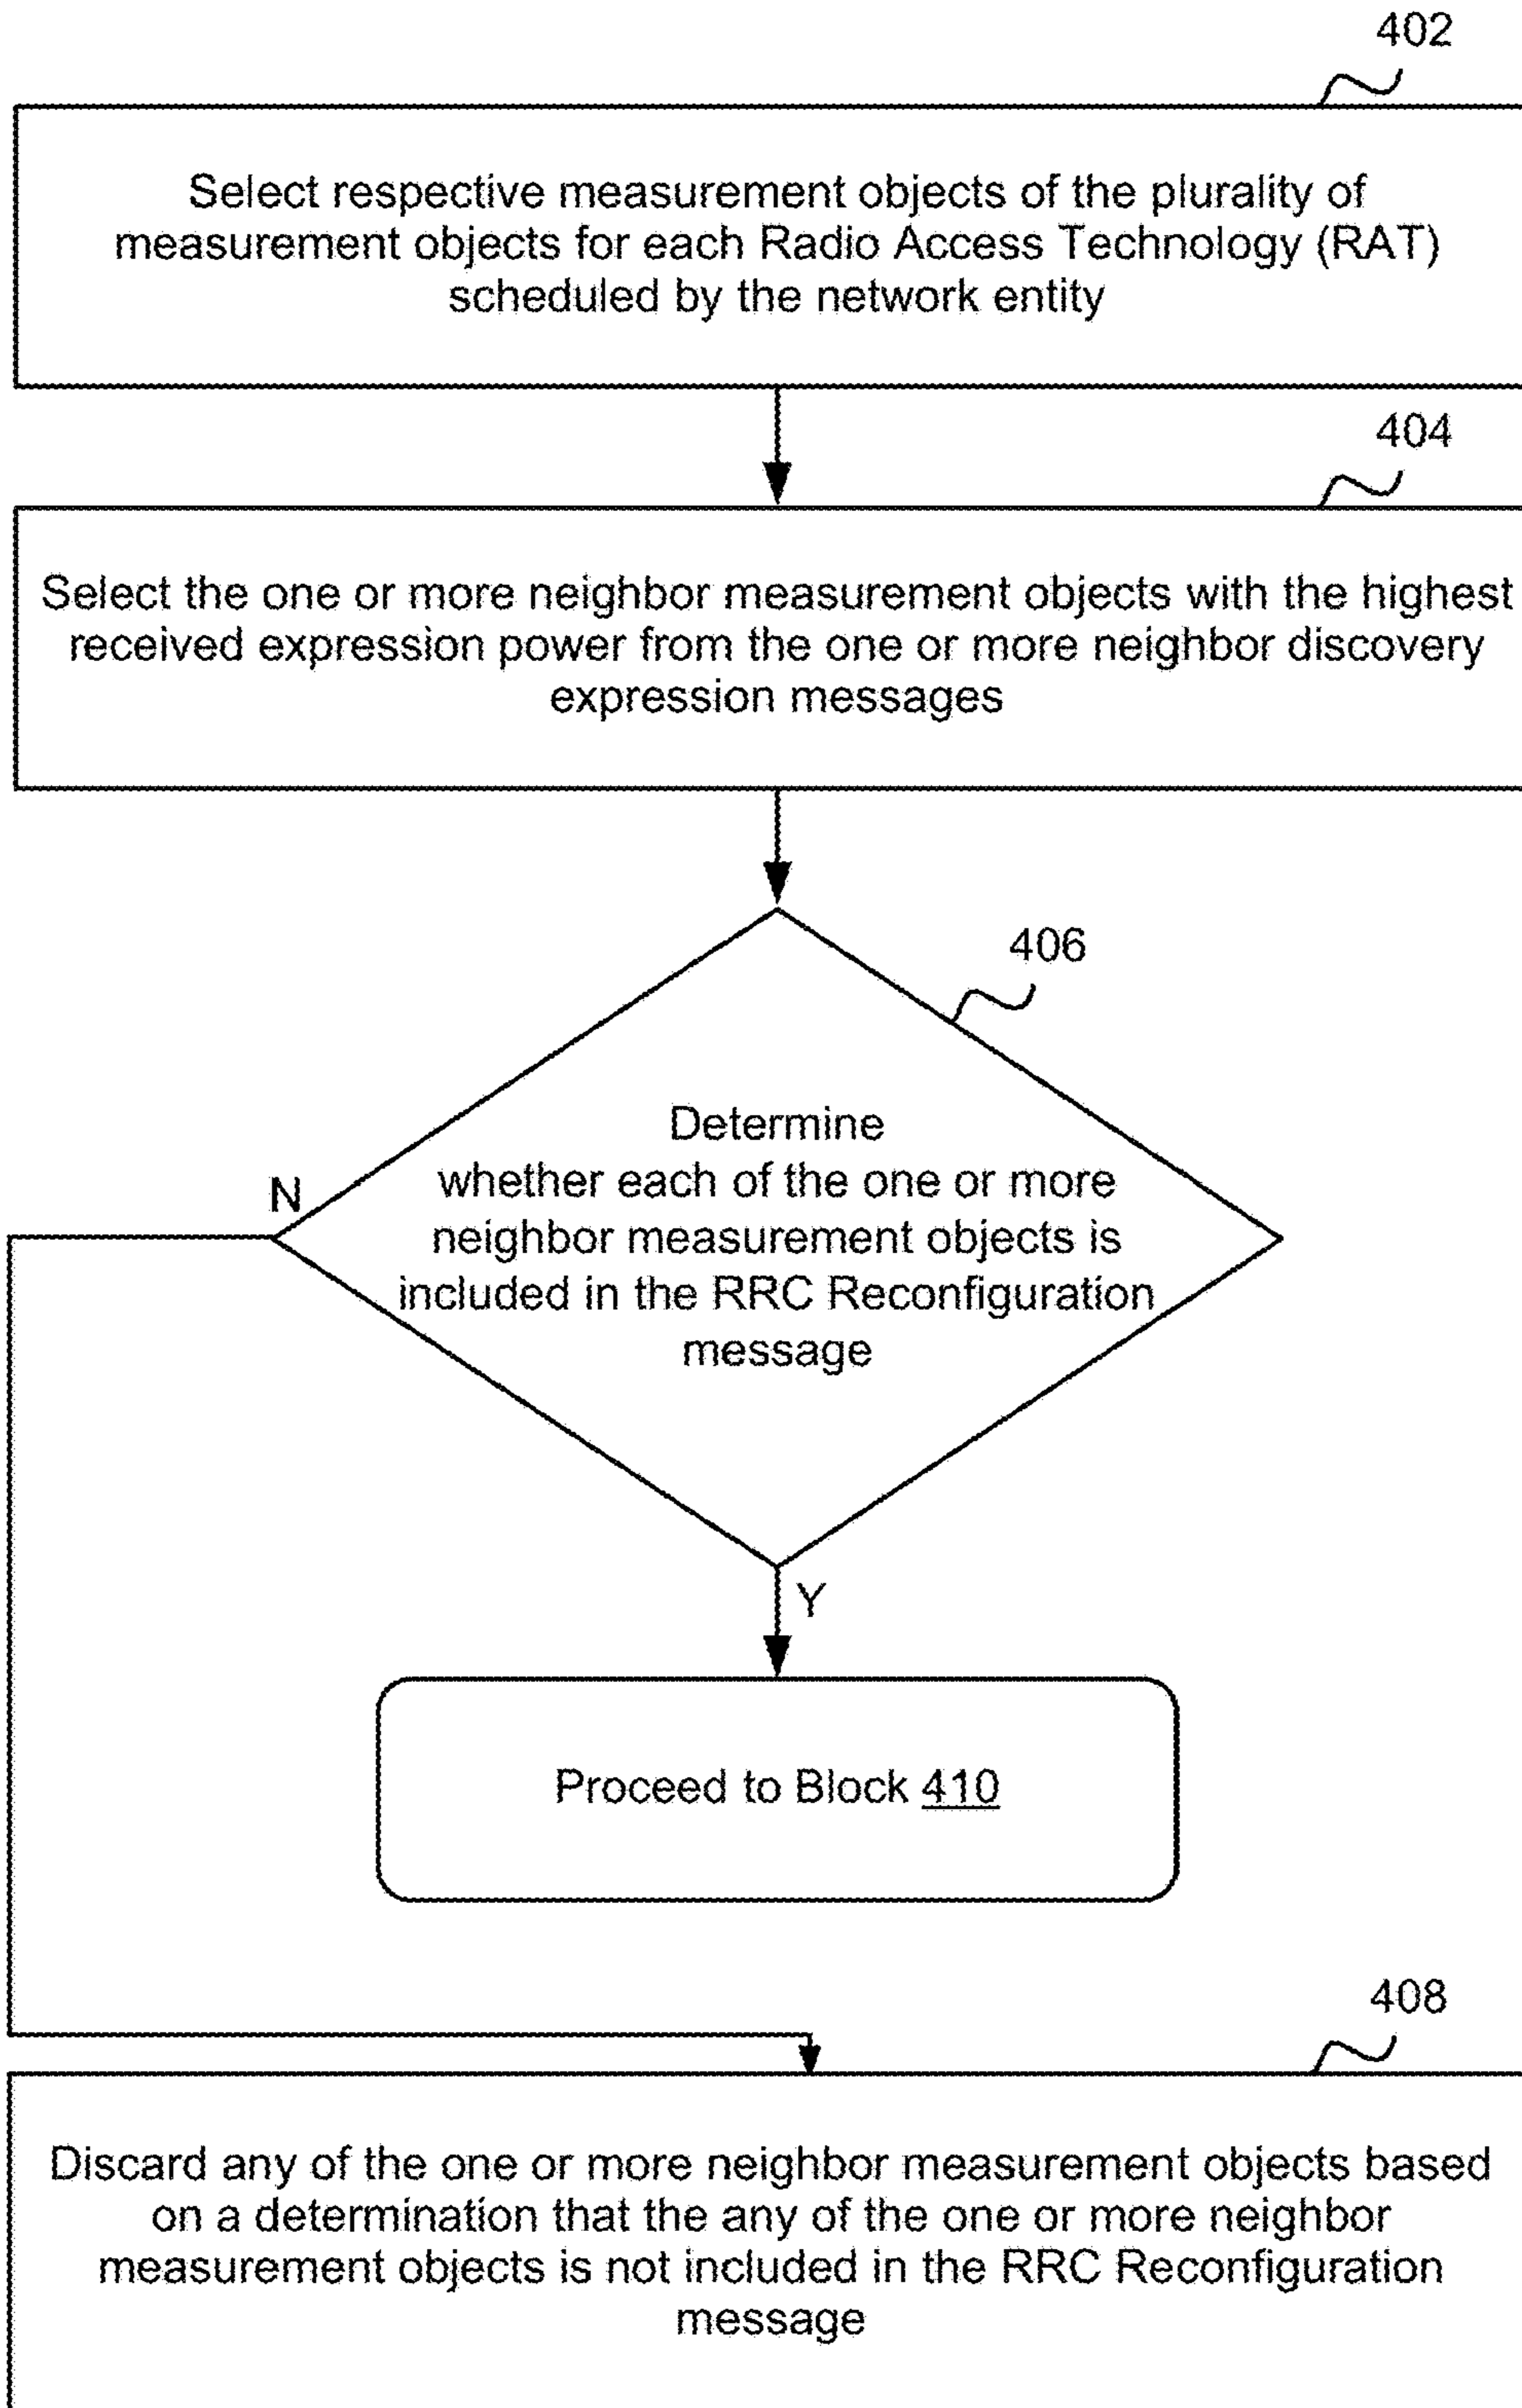 402
Select respective measurement objects of the plurality of
measurement objects for each Radio Access Technology (RAT)
scheduled by the network entity
404
Select the one or more neighbor measurement objects with the highest
received expression power from the one or more neighbor discovery
expression messages
406
Determine
whether each of the one or more
neighbor measurement objects is
included in the RRC Reconfiguration
message
N
Y
Proceed to Block 410
408
Discard any of the one or more neighbor measurement objects based
on a determination that the any of the one or more neighbor
measurement objects is not included in the RRC Reconfiguration
message